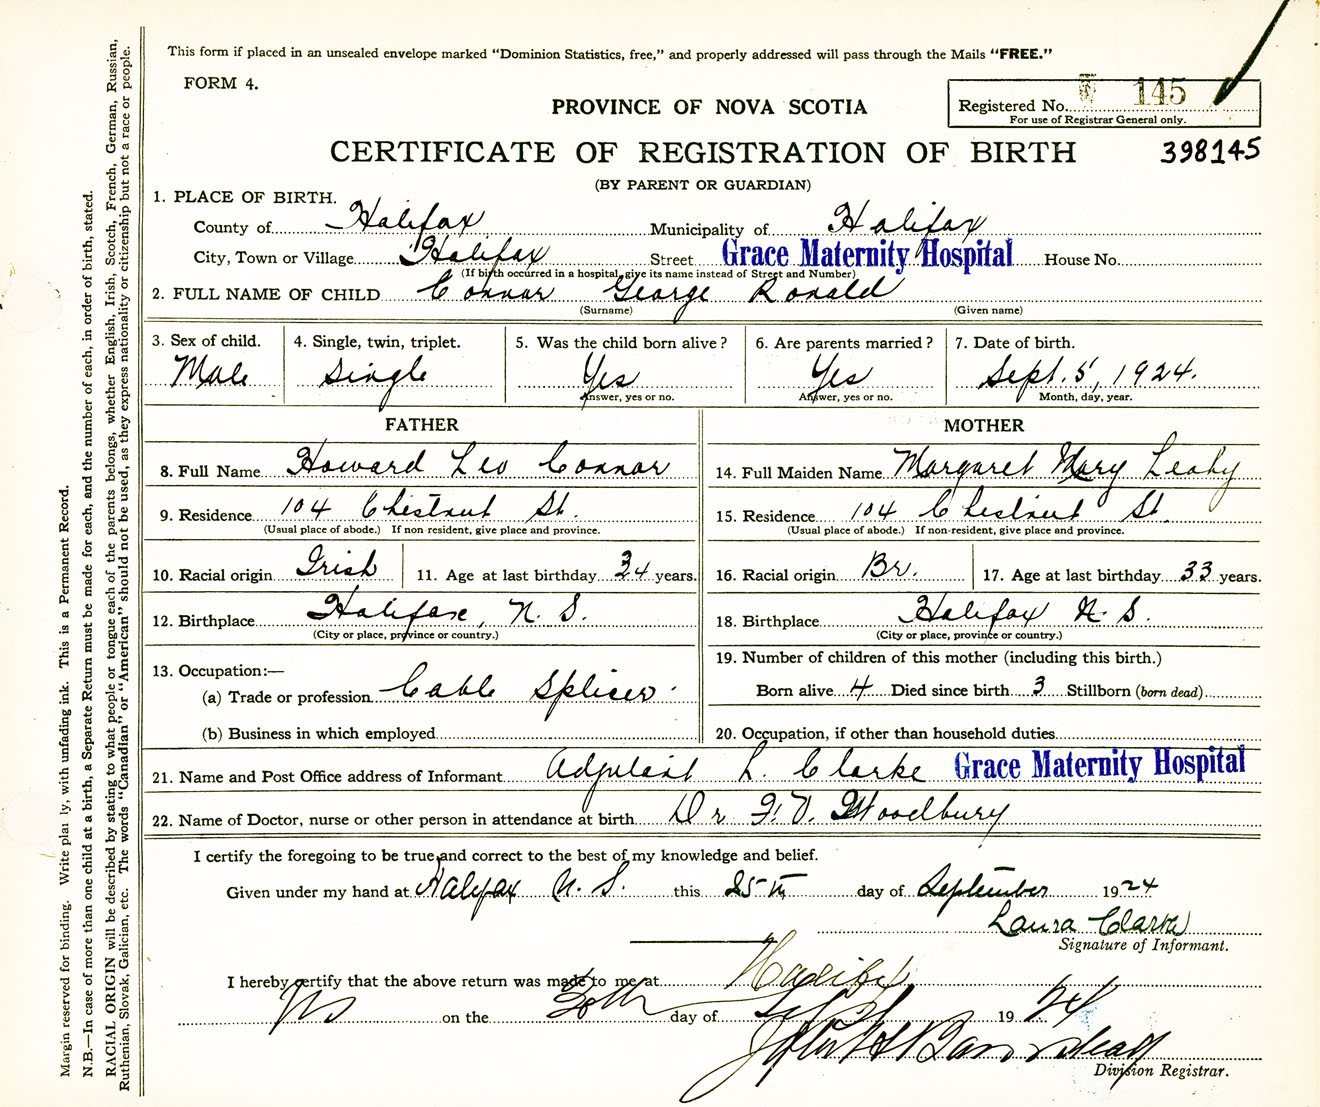 This form if placed in an unsealed envelope marked “Dominion Statistics, free,” and properly addressed will pass through the Mails “FREE.”
FORM 4.
PROVINCE OF NOVA SCOTIA
Registered No. 145
For use of Registrar General only.
CERTIFICATE OF REGISTRATION OF BIRTH 398145
(BY PARENT OR GUARDIAN)
1. PLACE OF BIRTH.
County of Halifax Municipality of Halifax
City, Town or Village Halifax Street Grace Maternity Hospital House No.
(If birth occurred in a hospital, give its name instead of Street and Number)
2. FULL NAME OF CHILD Connor George Ronald
(Surname) (Given name)
3. Sex of child. 4. Single, twin, triplet. 5. Was the child born alive? 6. Are parents married? 7. Date of birth.
Male Single Yes Yes Sept. 5, 1924.
Answer, yes or no. Answer, yes or no. Month, day, year.
FATHER MOTHER
8. Full Name Howard Leo Connor 14. Full Maiden Name Margaret Mary Leahy
9. Residence 104 Chestnut St. 15. Residence 104 Chestnut St.
(Usual place of abode.) If non-resident, give place and province. (Usual place of abode.) If non-resident, give place and province.
10. Racial origin Irish 11. Age at last birthday 34 years. 16. Racial origin Br. 17. Age at last birthday 33 years.
12. Birthplace Halifax, N. S. 18. Birthplace Halifax N. S.
(City or place, province or country.) (City or place, province or country.)
13. Occupation:— 19. Number of children of this mother (including this birth.)
(a) Trade or profession Cable Splicer Born alive 4 Died since birth 3 Stillborn (born dead)
(b) Business in which employed 20. Occupation, if other than household duties
21. Name and Post Office address of Informant Adjutant L. Clarke Grace Maternity Hospital
22. Name of Doctor, nurse or other person in attendance at birth Dr F. V. Woodbury
I certify the foregoing to be true and correct to the best of my knowledge and belief.
Given under my hand at Halifax N. S. this 25th day of September 1924
Laura Clarke
Signature of Informant.
I hereby certify that the above return was made to me at Halifax
NS on the day of 1924
Division Registrar.
Margin reserved for binding. Write plainly, with unfading ink. This is a Permanent Record.
N.B.—In case of more than one child at a birth, a Separate Return must be made for each, and the number of each, in order of birth, stated.
RACIAL ORIGIN will be described by stating to what people or tongue each of the parents belongs, whether English, Irish, Scotch, French, German, Russian,
Ruthenian, Slovak, Galician, etc. The words “Canadian” or “American” should not be used, as they express nationality or citizenship but not a race or people.